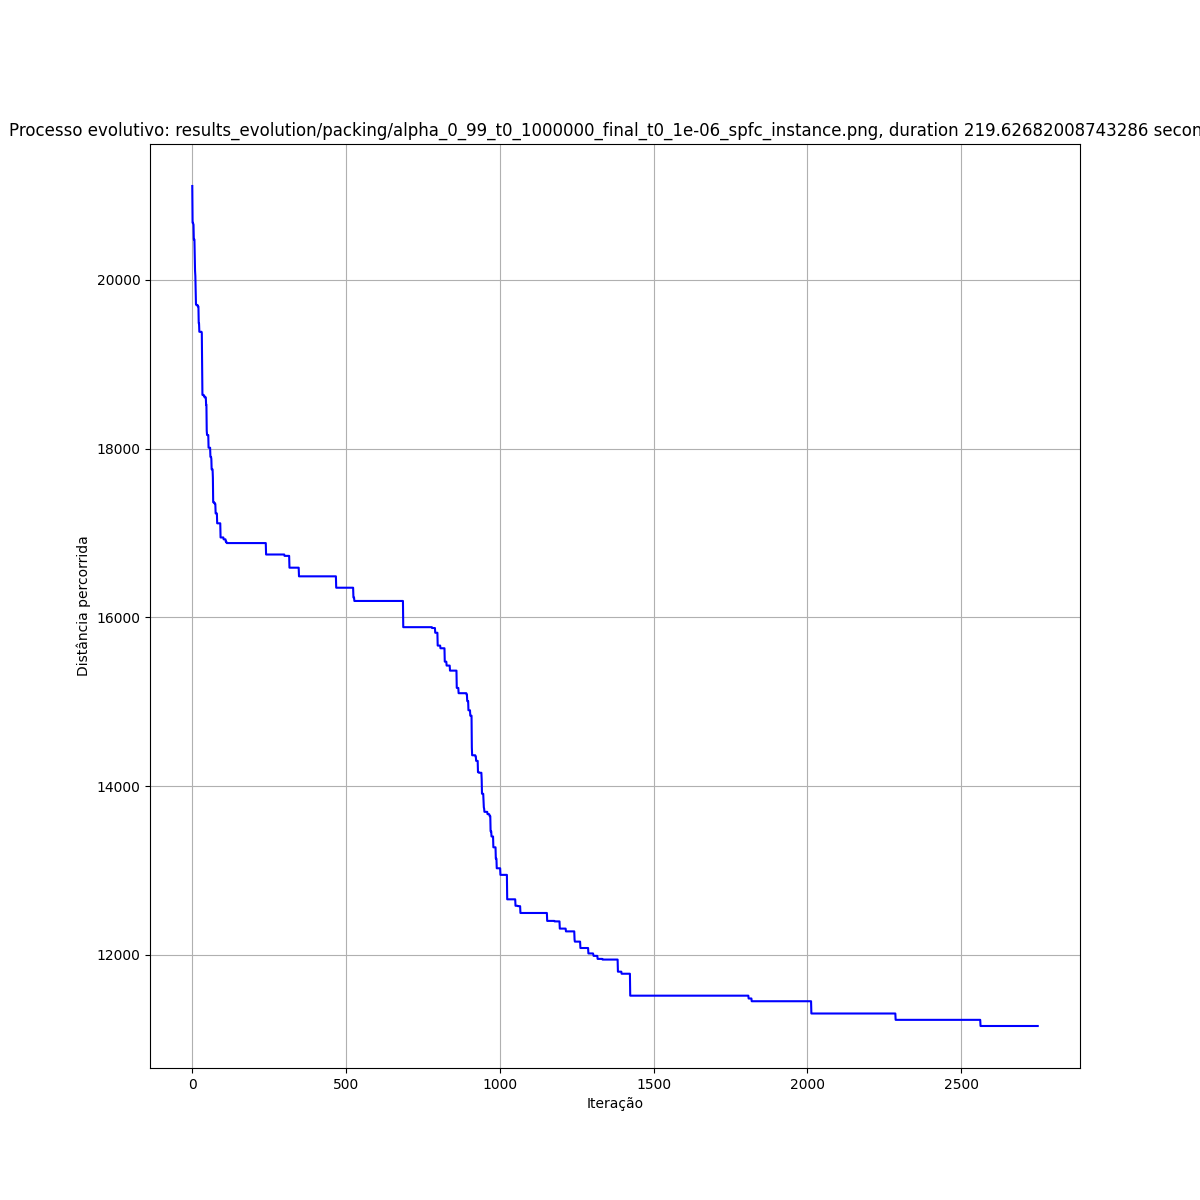 Processo evolutivo: results_evolution/packing/alpha_0_99_t0_1000000_final_t0_1e-06_spfc_instance.png, duration 219.62682008743286 secon
20000
18000
16000
14000
12000
Distância percorrida
0 500 1000 1500 2000 2500
Iteração